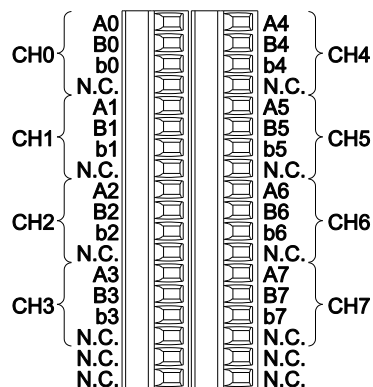 A0 A4
CH0 B0 B4 CH4
b0 b4
N.C. N.C.
A1 A5
CH1 B1 B5 CH5
b1 b5
N.C. N.C.
A2 A6
CH2 B2 B6 CH6
b2 b6
N.C. N.C.
A3 A7
CH3 B3 B7 CH7
b3 b7
N.C. N.C.
N.C. N.C.
N.C. N.C.